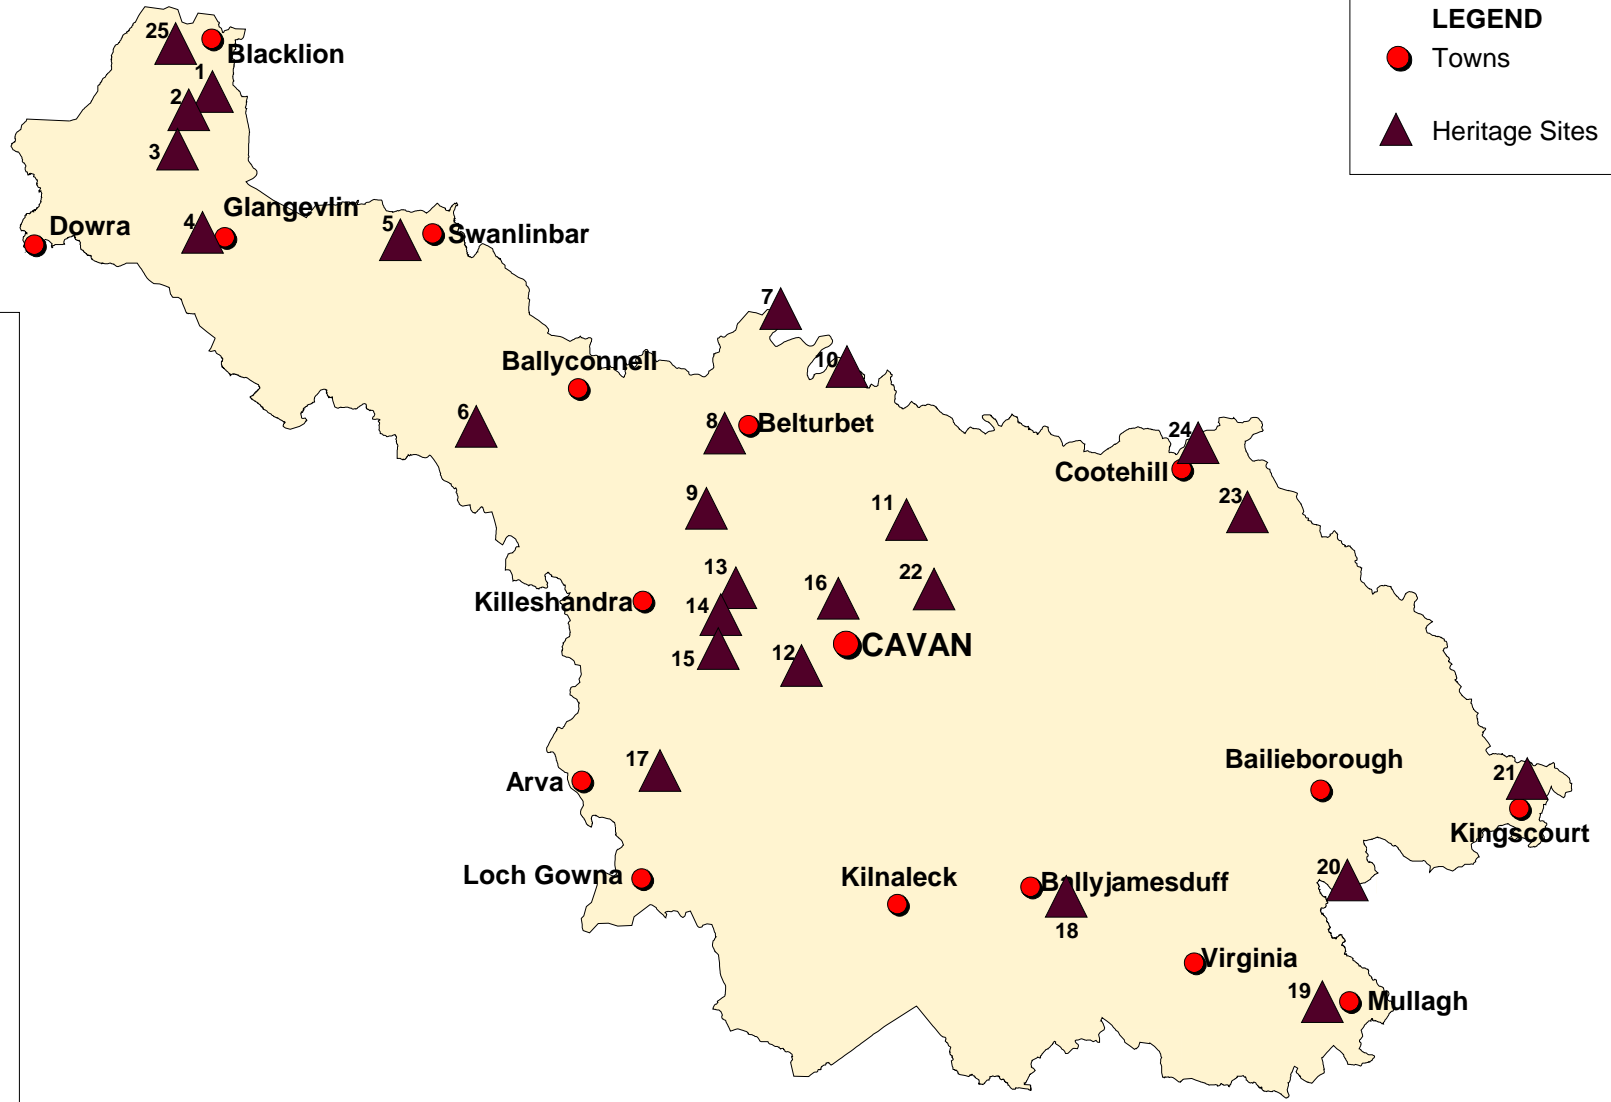 LEGEND
Towns
Heritage Sites
25
Blacklion
1
2
3
Glangevlin
4
Dowra
5
Swanlinbar
7
10
Ballyconnell
6
8
Belturbet
24
Cootehill
23
9
11
13
16
22
Killeshandra
14
15
12
CAVAN
17
Arva
Bailieborough
21
Kingscourt
20
Loch Gowna
Kilnaleck
Ballyjamesduff
18
Virginia
19
Mullagh